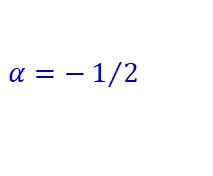 α = − 1/2